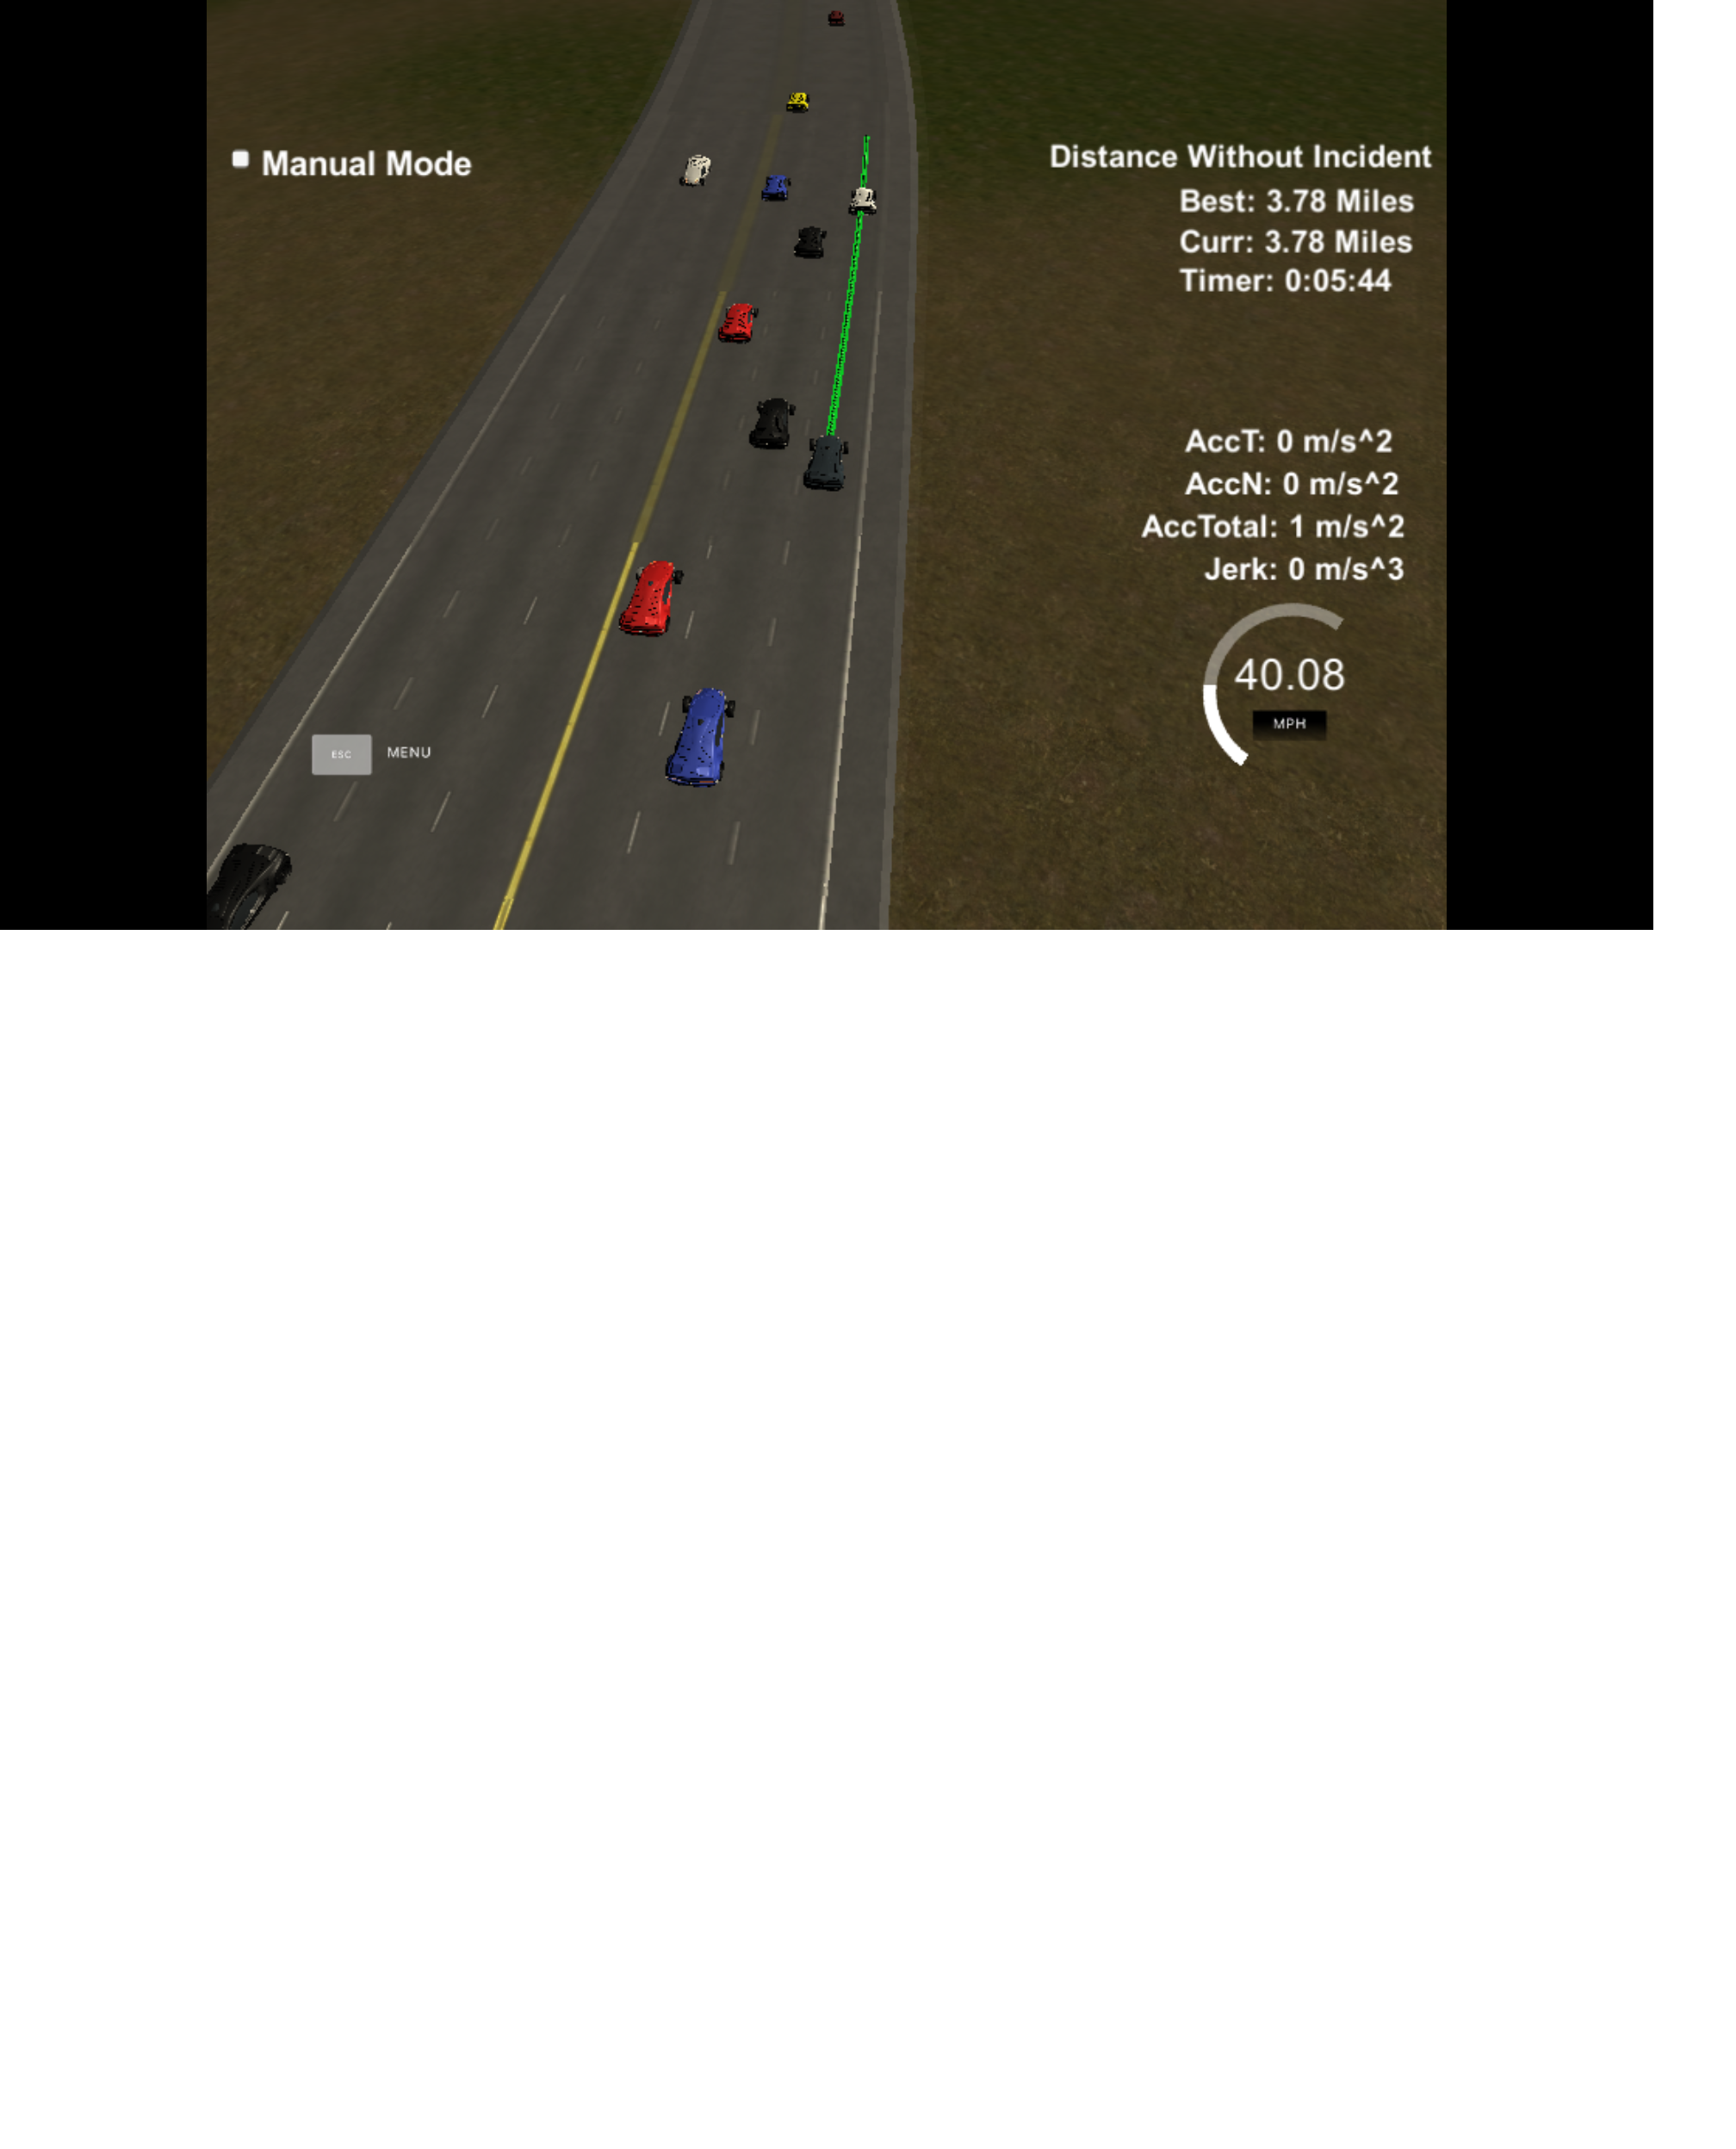 Manual Mode
Distance Without Incident
Best: 3.78 Miles
Curr: 3.78 Miles
Timer: 0:05:44
AccT: 0 m/s^2
AccN: 0 m/s^2
AccTotal: 1 m/s^2
Jerk: 0 m/s^3
40.08
MPH
ESC MENU